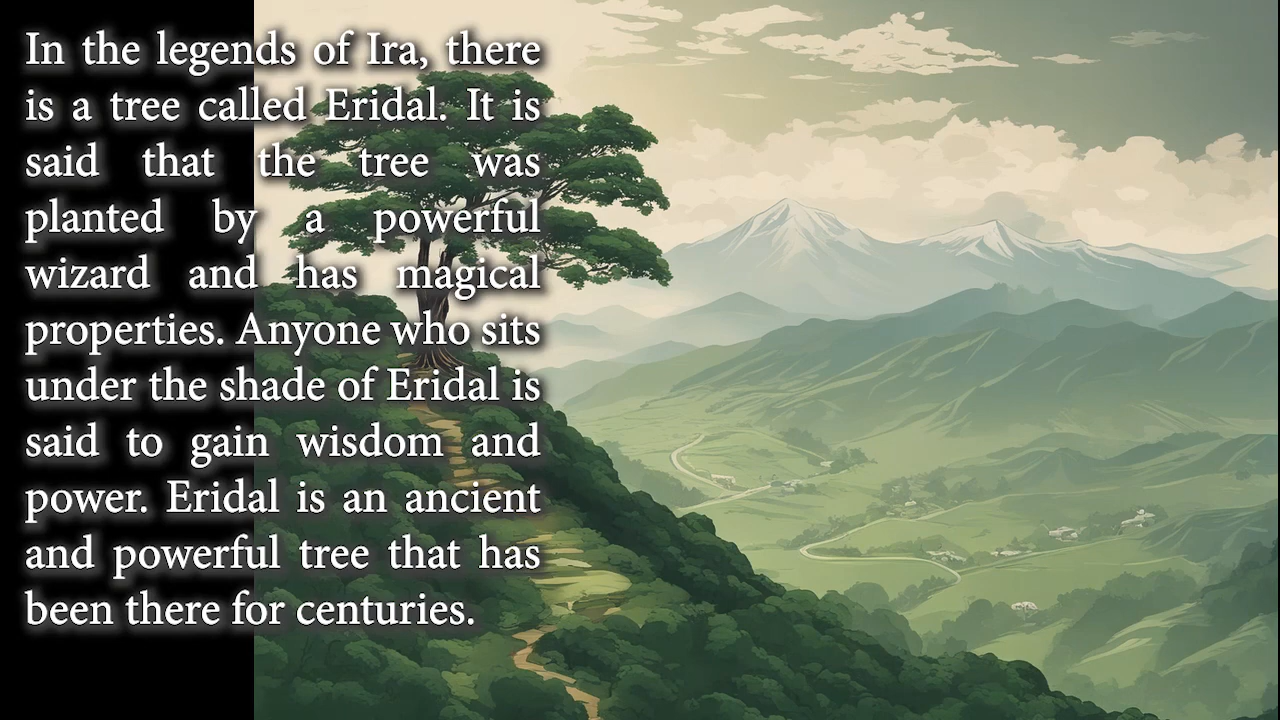 In the legends of Ira, there
is a tree called Eridal. It is
said that the tree was
planted by a powerful
wizard and has magical
properties. Anyone who sits
under the shade of Eridal is
said to gain wisdom and
power. Eridal is an ancient
and powerful tree that has
been there for centuries.